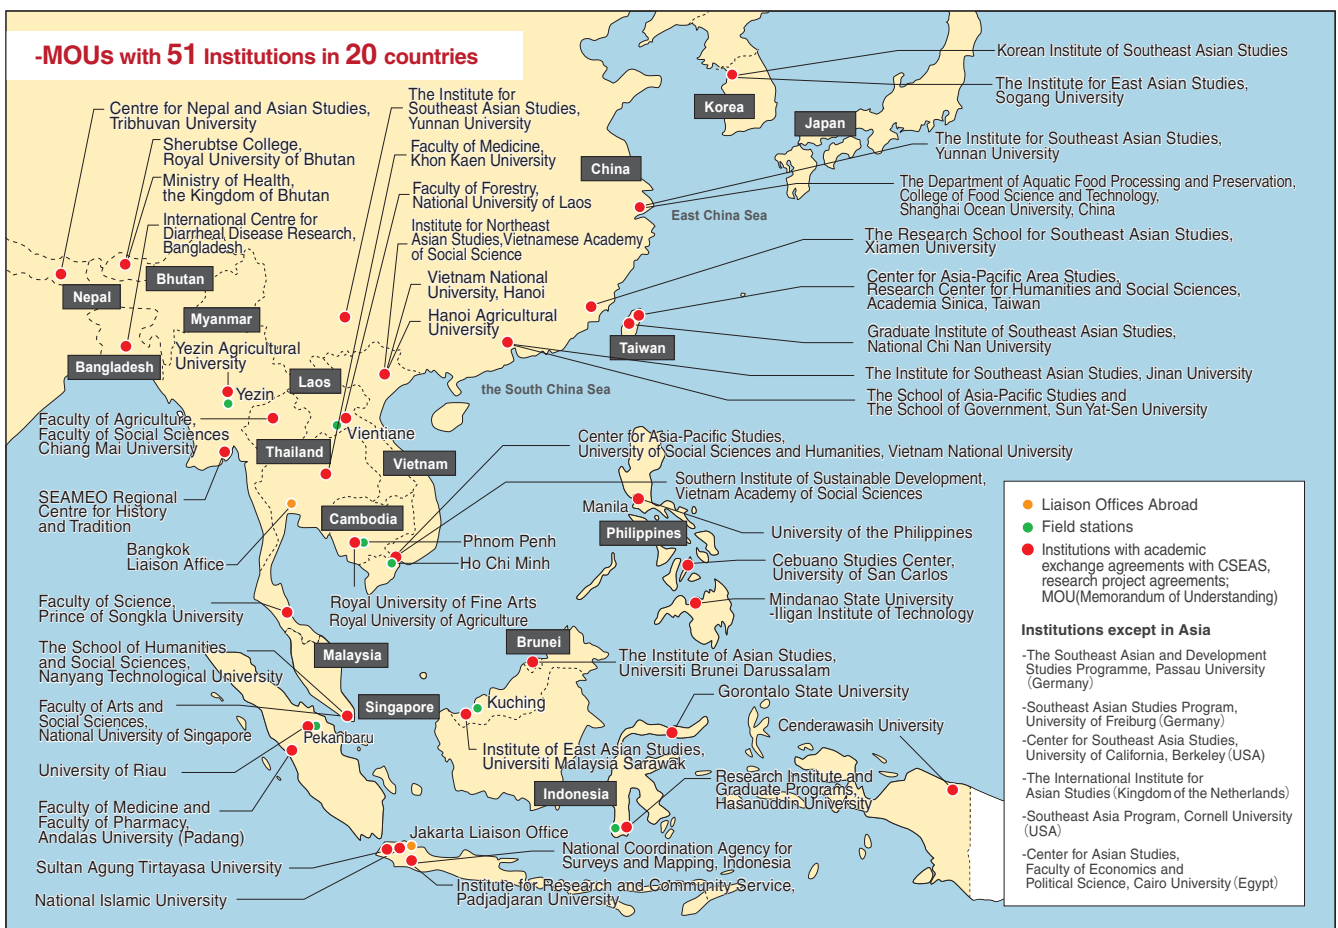 -MOUs with 51 Institutions in 20 countries
Centre for Nepal and Asian Studies,
Tribhuvan University
Sherubtse College,
Royal University of Bhutan
Ministry of Health,
the Kingdom of Bhutan
International Centre for
Diarrheal Disease Research,
Bangladesh
The Institute for
Southeast Asian Studies,
Yunnan University
Faculty of Medicine,
Khon Kaen University
Faculty of Forestry,
National University of Laos
Institute for Northeast
Asian Studies,Vietnamese Academy
of Social Science
Vietnam National
University, Hanoi
Hanoi Agricultural
University
Korean Institute of Southeast Asian Studies
The Institute for East Asian Studies,
Sogang University
The Institute for Southeast Asian Studies,
Yunnan University
The Department of Aquatic Food Processing and Preservation,
College of Food Science and Technology,
Shanghai Ocean University, China
The Research School for Southeast Asian Studies,
Xiamen University
Center for Asia-Pacific Area Studies,
Research Center for Humanities and Social Sciences,
Academia Sinica, Taiwan
Graduate Institute of Southeast Asian Studies,
National Chi Nan University
The Institute for Southeast Asian Studies, Jinan University
The School of Asia-Pacific Studies and
The School of Government, Sun Yat-Sen University
Korea
Japan
China
East China Sea
Nepal
Bhutan
Myanmar
Bangladesh
Taiwan
Laos
the South China Sea
Yezin Agricultural
University
Yezin
Faculty of Agriculture,
Faculty of Social Sciences
Chiang Mai University
Vientiane
Thailand
Vietnam
Center for Asia-Pacific Studies,
University of Social Sciences and Humanities, Vietnam National University
Southern Institute of Sustainable Development,
Vietnam Academy of Social Sciences
SEAMEO Regional
Centre for History
and Tradition
Cambodia
Manila
Philippines
University of the Philippines
Bangkok
Liaison Affice
Phnom Penh
Ho Chi Minh
Cebuano Studies Center,
University of San Carlos
Mindanao State University
-Iligan Institute of Technology
Faculty of Science,
Prince of Songkla University
Royal University of Fine Arts
Royal University of Agriculture
The School of Humanities
and Social Sciences,
Nanyang Technological University
Malaysia
Brunei
The Institute of Asian Studies,
Universiti Brunei Darussalam
Faculty of Arts and
Social Sciences,
National University of Singapore
Singapore
Kuching
Gorontalo State University
Cenderawasih University
Pekanbaru
University of Riau
Institute of East Asian Studies,
Universiti Malaysia Sarawak
Indonesia
Research Institute and
Graduate Programs,
Hasanuddin University
Faculty of Medicine and
Faculty of Pharmacy,
Andalas University (Padang)
Jakarta Liaison Office
Sultan Agung Tirtayasa University
National Coordination Agency for
Surveys and Mapping, Indonesia
National Islamic University
Institute for Research and Community Service,
Padjadjaran University
Liaison Offices Abroad
Field stations
Institutions with academic
exchange agreements with CSEAS,
research project agreements;
MOU(Memorandum of Understanding)
Institutions except in Asia
-The Southeast Asian and Development
Studies Programme, Passau University
(Germany)
-Southeast Asian Studies Program,
University of Freiburg(Germany)
-Center for Southeast Asia Studies,
University of California, Berkeley(USA)
-The International Institute for
Asian Studies(Kingdom of the Netherlands)
-Southeast Asia Program, Cornell University
(USA)
-Center for Asian Studies,
Faculty of Economics and
Political Science, Cairo University(Egypt)